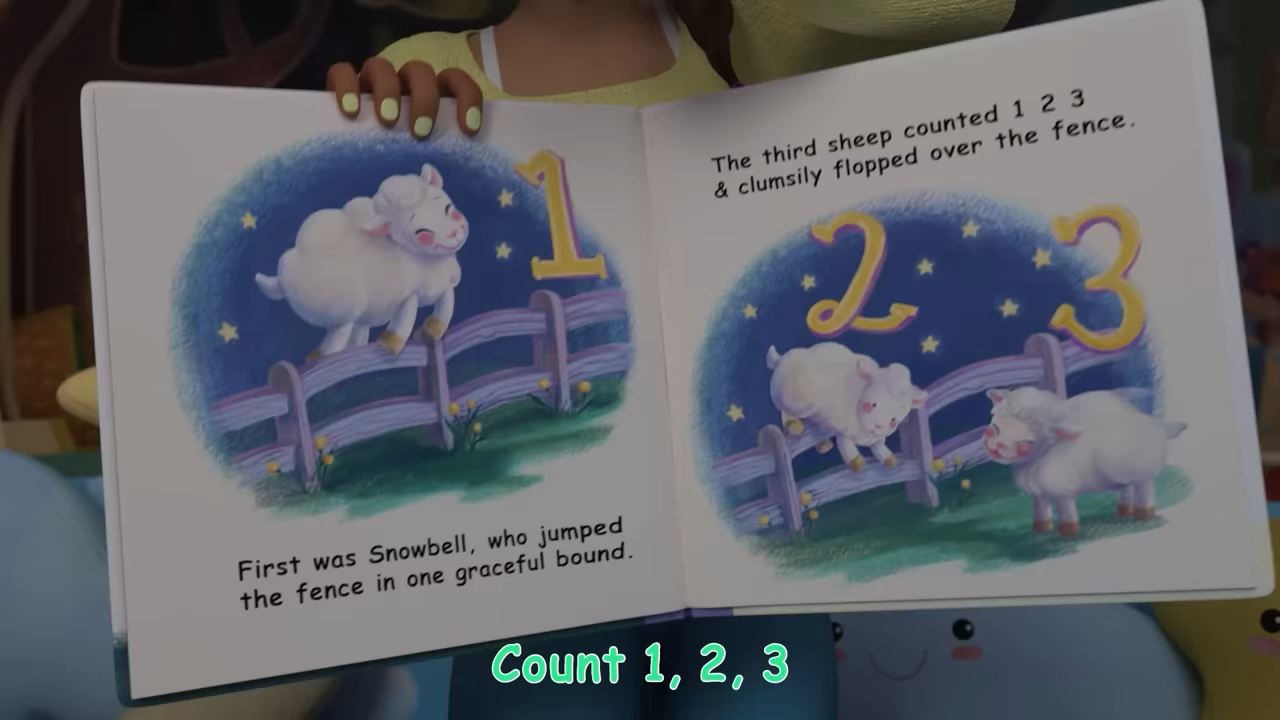 1
First was Snowbell, who jumped
the fence in one graceful bound.
The third sheep counted 1 2 3
& clumsily flopped over the fence.
2 3
Count 1, 2, 3